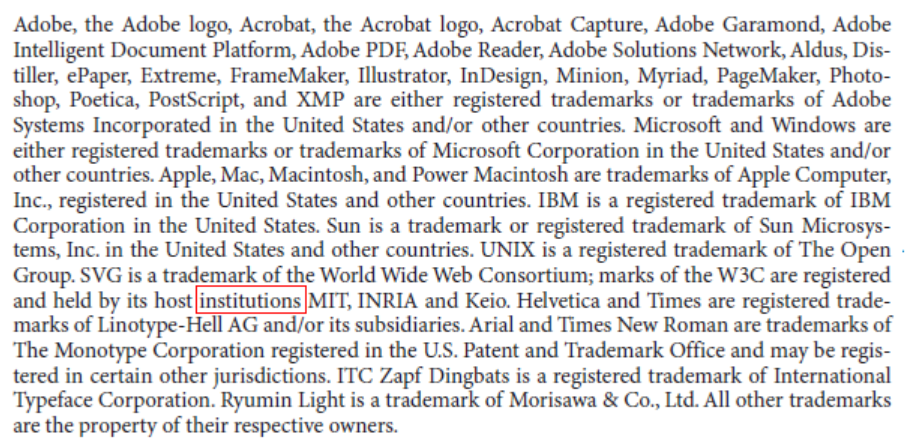 Adobe, the Adobe logo, Acrobat, the Acrobat logo, Acrobat Capture, Adobe Garamond, Adobe
Intelligent Document Platform, Adobe PDF, Adobe Reader, Adobe Solutions Network, Aldus, Dis-
tiller, ePaper, Extreme, FrameMaker, Illustrator, InDesign, Minion, Myriad, PageMaker, Photo-
shop, Poetica, PostScript, and XMP are either registered trademarks or trademarks of Adobe
Systems Incorporated in the United States and/or other countries. Microsoft and Windows are
either registered trademarks or trademarks of Microsoft Corporation in the United States and/or
other countries. Apple, Mac, Macintosh, and Power Macintosh are trademarks of Apple Computer,
Inc., registered in the United States and other countries. IBM is a registered trademark of IBM
Corporation in the United States. Sun is a trademark or registered trademark of Sun Microsys-
tems, Inc. in the United States and other countries. UNIX is a registered trademark of The Open
Group. SVG is a trademark of the World Wide Web Consortium; marks of the W3C are registered
and held by its host institutions MIT, INRIA and Keio. Helvetica and Times are registered trade-
marks of Linotype-Hell AG and/or its subsidiaries. Arial and Times New Roman are trademarks of
The Monotype Corporation registered in the U.S. Patent and Trademark Office and may be regis-
tered in certain other jurisdictions. ITC Zapf Dingbats is a registered trademark of International
Typeface Corporation. Ryumin Light is a trademark of Morisawa & Co., Ltd. All other trademarks
are the property of their respective owners.